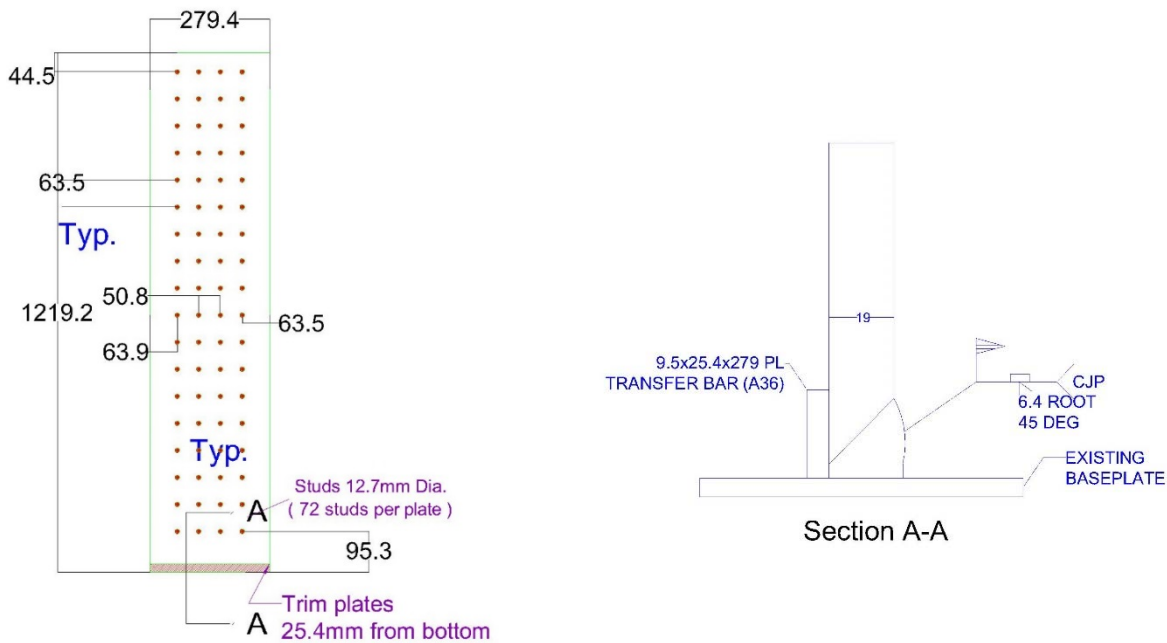 279.4
44.5
63.5
Typ.
50.8
1219.2
63.5
63.9
Typ.
Studs 12.7mm Dia.
A
( 72 studs per plate )
95.3
Trim plates
A
25.4mm from bottom
19
9.5x25.4x279 PL
TRANSFER BAR (A36)
CJP
6.4 ROOT
45 DEG
EXISTING
BASEPLATE
Section A-A